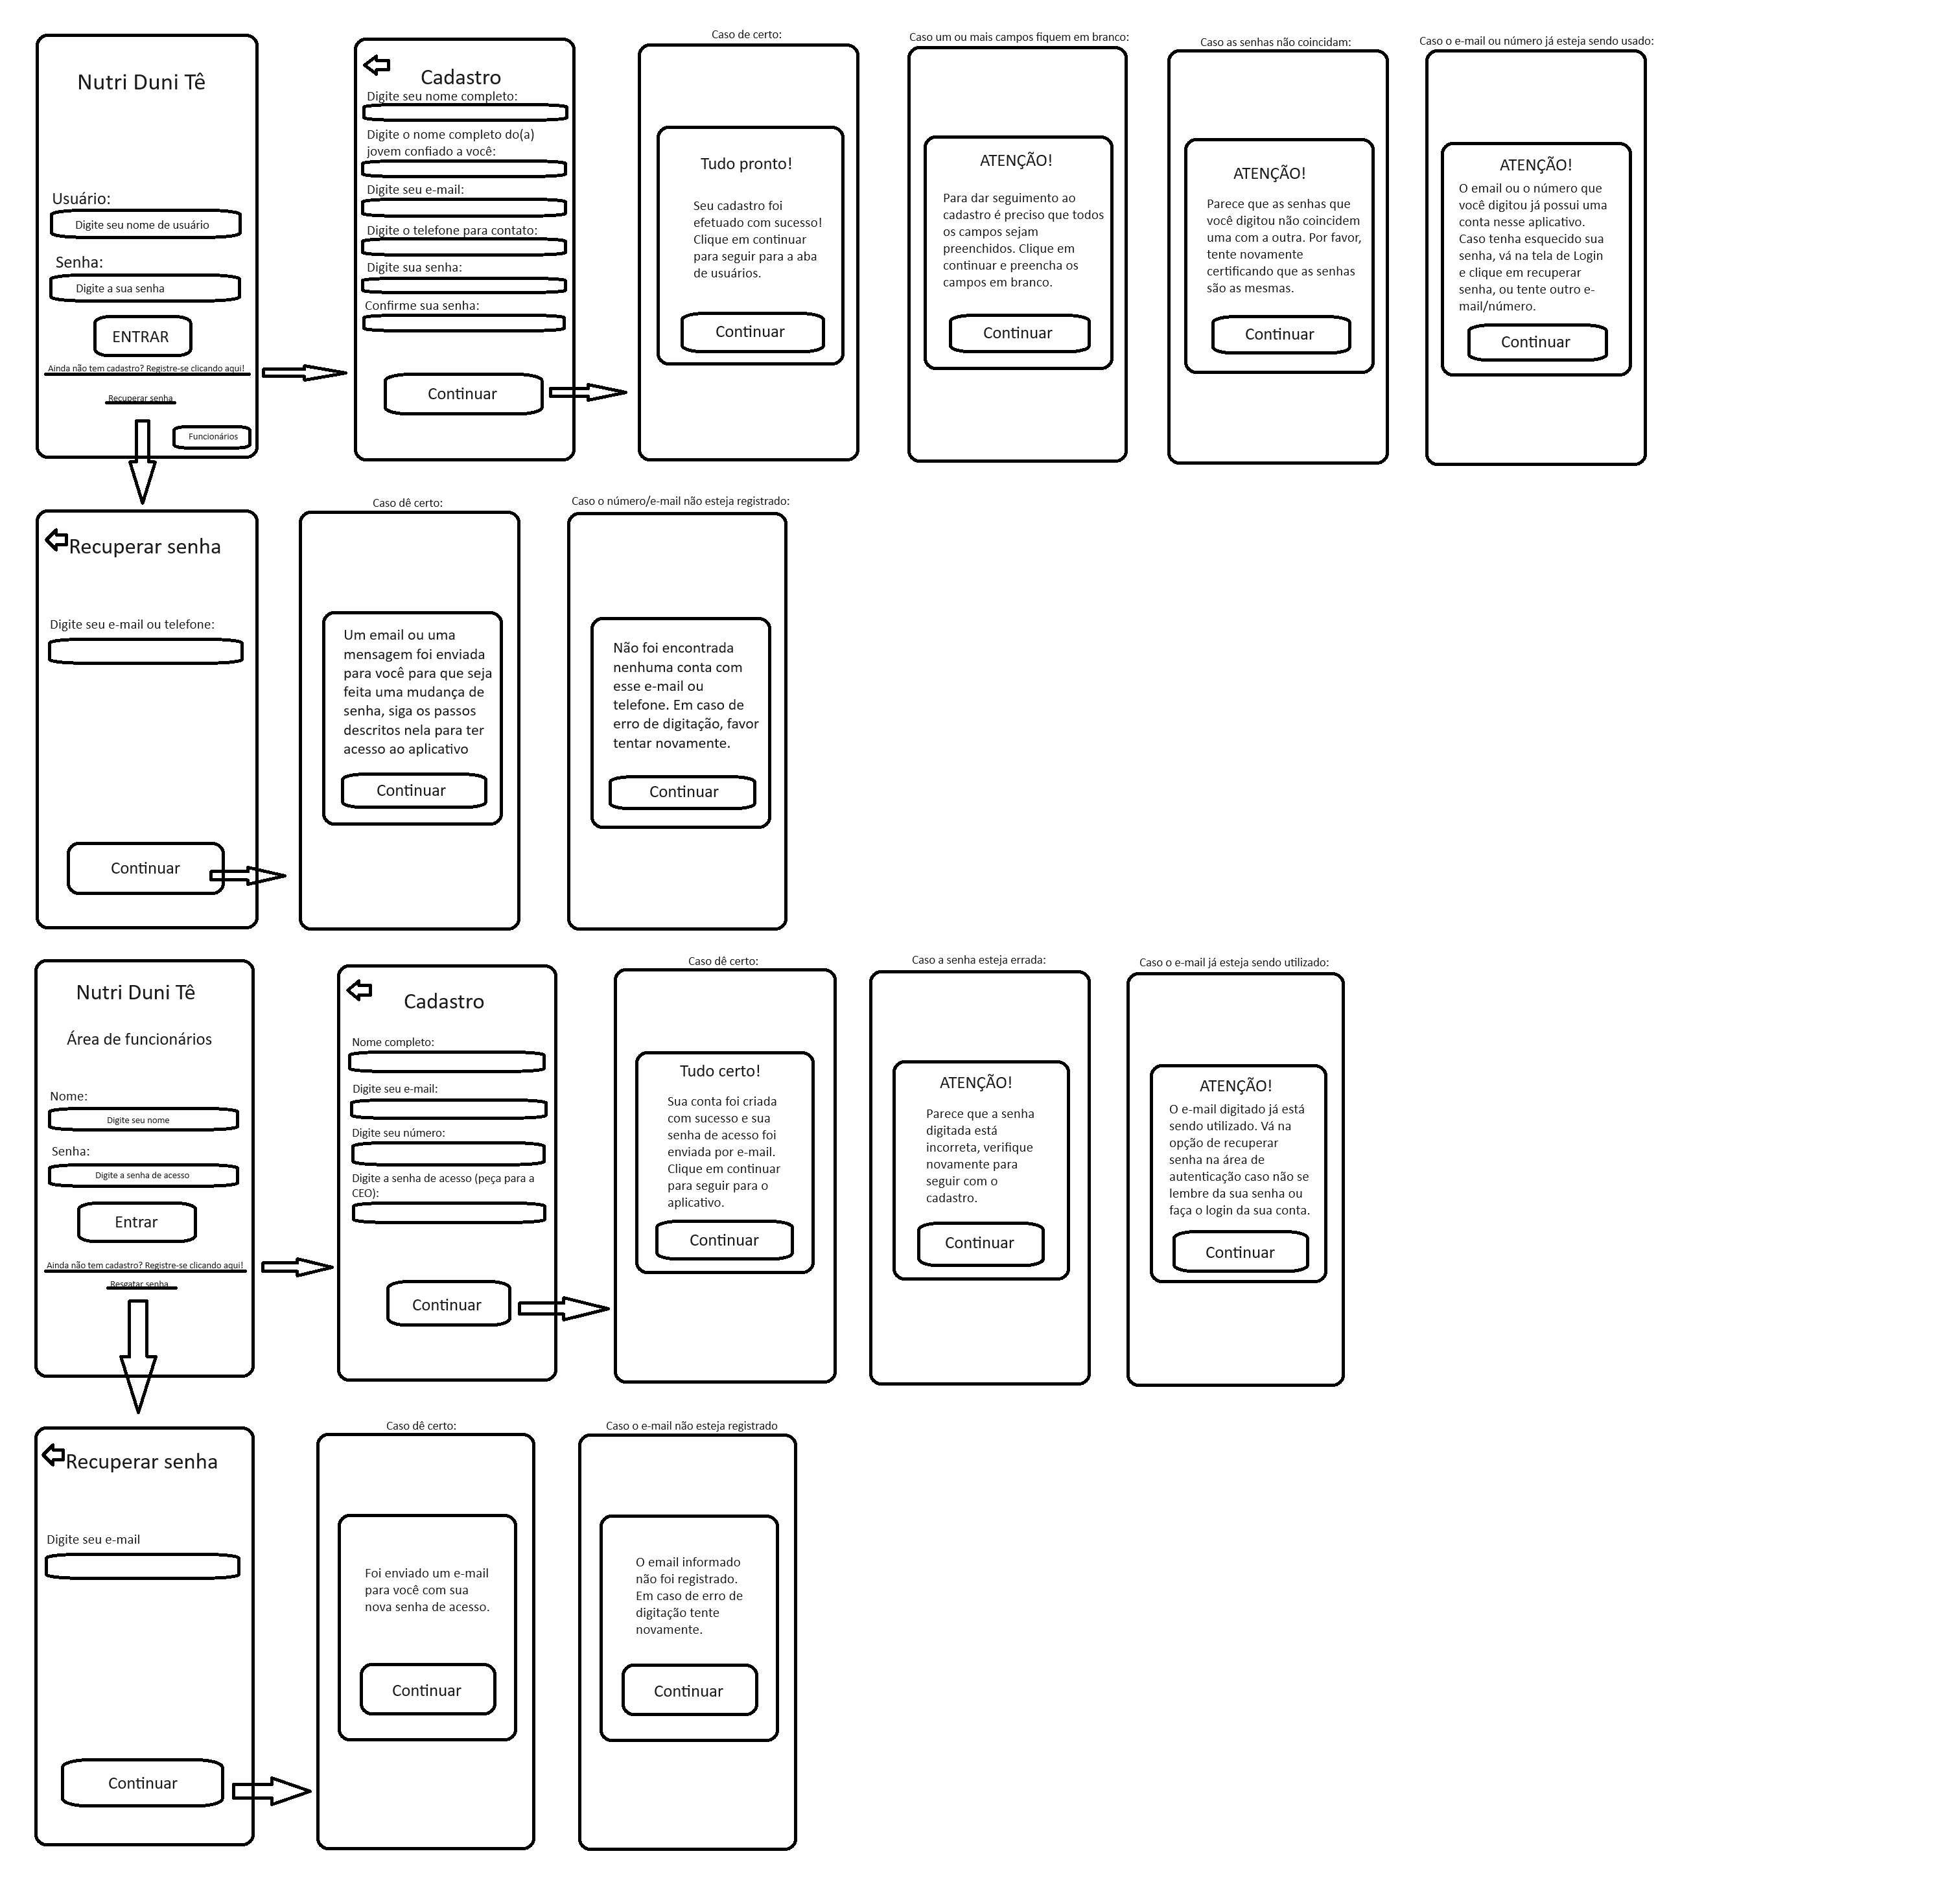 Nutri Duni Tê
Usuário:
Digite seu nome de usuário
Senha:
Digite a sua senha
ENTRAR
Ainda não tem cadastro? Registre-se clicando aqui!
Recuperar senha
Funcionários
Cadastro
Digite seu nome completo:
Digite o nome completo do(a)
jovem confiado a você:
Digite seu e-mail:
Digite o telefone para contato:
Digite sua senha:
Confirme sua senha:
Continuar
Caso de certo:
Tudo pronto!
Seu cadastro foi
efetuado com sucesso!
Clique em continuar
para seguir para a aba
de usuários.
Continuar
Caso um ou mais campos fiquem em branco:
ATENÇÃO!
Para dar seguimento ao
cadastro é preciso que todos
os campos sejam
preenchidos. Clique em
continuar e preencha os
campos em branco.
Continuar
Caso as senhas não coincidam:
ATENÇÃO!
Parece que as senhas que
você digitou não coincidem
uma com a outra. Por favor,
tente novamente
certificando que as senhas
são as mesmas.
Continuar
Caso o e-mail ou número já esteja sendo usado:
ATENÇÃO!
O email ou o número que
você digitou já possui uma
conta nesse aplicativo.
Caso tenha esquecido sua
senha, vá na tela de Login
e clique em recuperar
senha, ou tente outro e-
mail/número.
Continuar
Recuperar senha
Digite seu e-mail ou telefone:
Continuar
Caso dê certo:
Um email ou uma
mensagem foi enviada
para você para que seja
feita uma mudança de
senha, siga os passos
descritos nela para ter
acesso ao aplicativo
Continuar
Caso o número/e-mail não esteja registrado:
Não foi encontrada
nenhuma conta com
esse e-mail ou
telefone. Em caso de
erro de digitação, favor
tentar novamente.
Continuar
Nutri Duni Tê
Área de funcionários
Nome:
Digite seu nome
Senha:
Digite a senha de acesso
Entrar
Ainda não tem cadastro? Registre-se clicando aqui!
Resgatar senha
Cadastro
Nome completo:
Digite seu e-mail:
Digite seu número:
Digite a senha de acesso (peça para a
CEO):
Continuar
Caso dê certo:
Tudo certo!
Sua conta foi criada
com sucesso e sua
senha de acesso foi
enviada por e-mail.
Clique em continuar
para seguir para o
aplicativo.
Continuar
Caso a senha esteja errada:
ATENÇÃO!
Parece que a senha
digitada está
incorreta, verifique
novamente para
seguir com o
cadastro.
Continuar
Caso o e-mail já esteja sendo utilizado:
ATENÇÃO!
O e-mail digitado já está
sendo utilizado. Vá na
opção de recuperar
senha na área de
autenticação caso não se
lembre da sua senha ou
faça o login da sua conta.
Continuar
Recuperar senha
Digite seu e-mail
Continuar
Caso dê certo:
Foi enviado um e-mail
para você com sua
nova senha de acesso.
Continuar
Caso o e-mail não esteja registrado
O email informado
não foi registrado.
Em caso de erro de
digitação tente
novamente.
Continuar